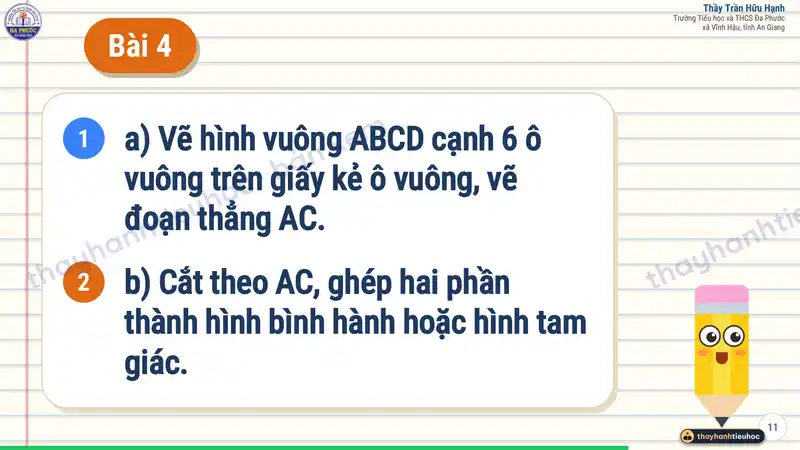 Thầy Trần Hữu Hạnh
Trường Tiểu học và THCS Đa Phước
xã Vĩnh Hậu, tỉnh An Giang
ĐA PHƯỚC
Bài 4
1
a) Vẽ hình vuông ABCD cạnh 6 ô
vuông trên giấy kẻ ô vuông, vẽ
đoạn thẳng AC.
2
b) Cắt theo AC, ghép hai phần
thành hình bình hành hoặc hình tam
giác.
thayhanhtieuhoc
11